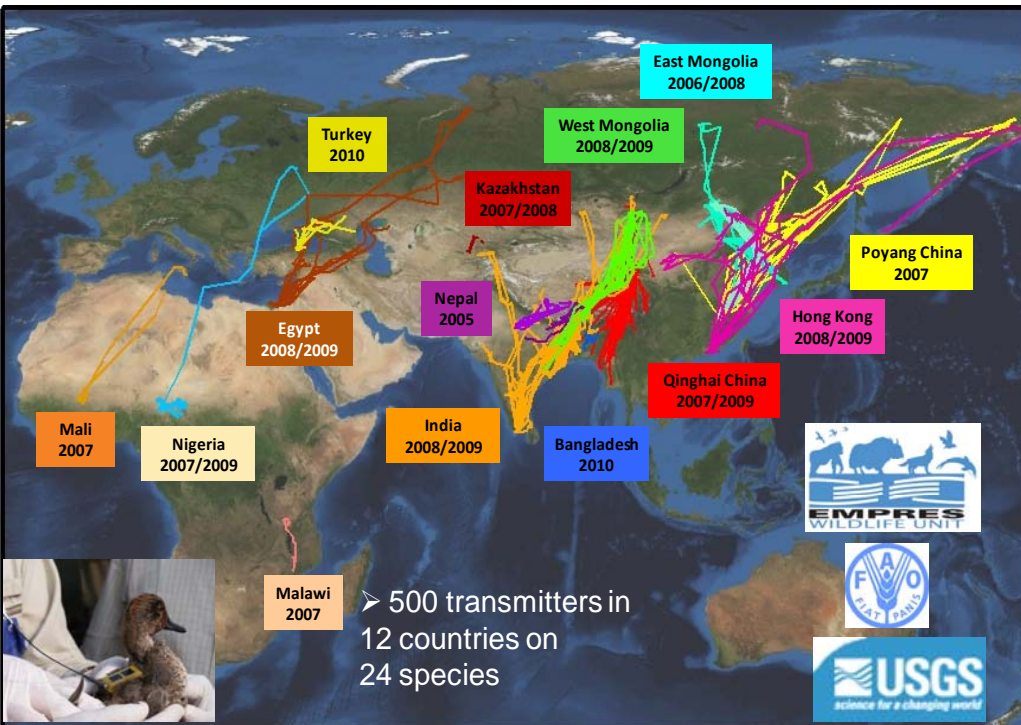 East Mongolia
2006/2008
West Mongolia
2008/2009
Turkey
2010
Kazakhstan
2007/2008
Poyang China
2007
Nepal
2005
Hong Kong
2008/2009
Egypt
2008/2009
Qinghai China
2007/2009
Mali
2007
Nigeria
2007/2009
India
2008/2009
Bangladesh
2010
EMPRES
WILDLIFE UNIT
F A O
FIAT PANIS
Malawi
2007
➢ 500 transmitters in
12 countries on
24 species
USGS
science for a changing world